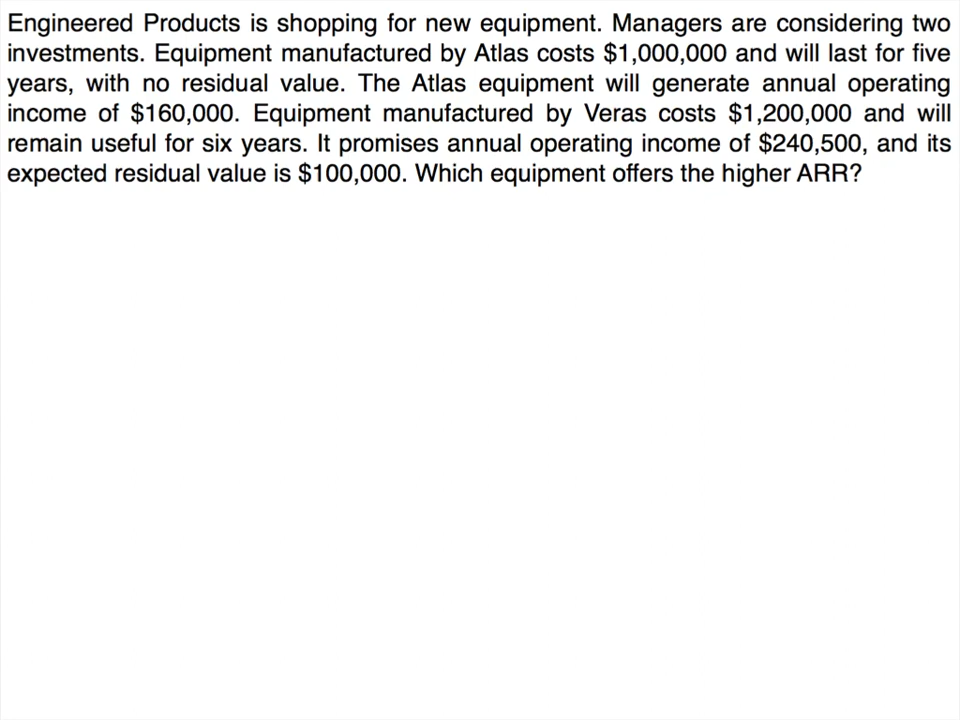 Engineered Products is shopping for new equipment. Managers are considering two
investments. Equipment manufactured by Atlas costs $1,000,000 and will last for five
years, with no residual value. The Atlas equipment will generate annual operating
income of $160,000. Equipment manufactured by Veras costs $1,200,000 and will
remain useful for six years. It promises annual operating income of $240,500, and its
expected residual value is $100,000. Which equipment offers the higher ARR?